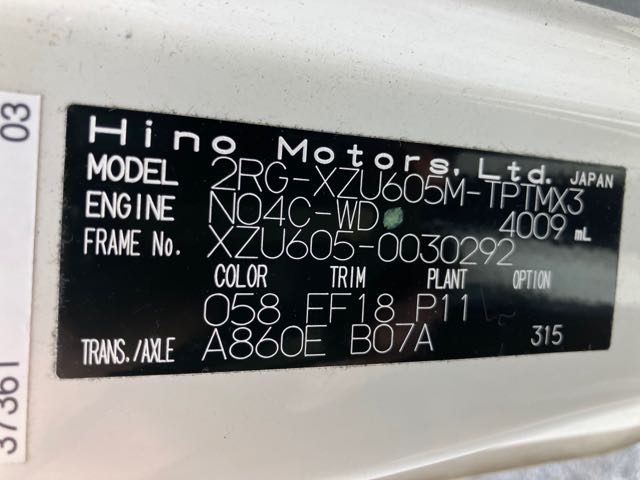 Hino Motors, Ltd. JAPAN
MODEL 2RG-XZU605M-TPTMX3
ENGINE N04C-WD 4009 mL
FRAME No. XZU605-0030292
COLOR TRIM PLANT OPTION
058 FF18 P11
TRANS./AXLE A860E B07A 315
03
37361